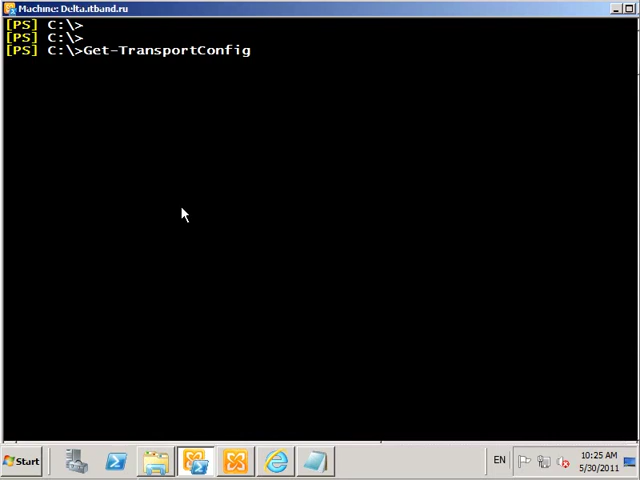 Machine: Delta.itband.ru
[PS] C:\>
[PS] C:\>
[PS] C:\>Get-TransportConfig
Start
EN
10:25 AM
5/30/2011